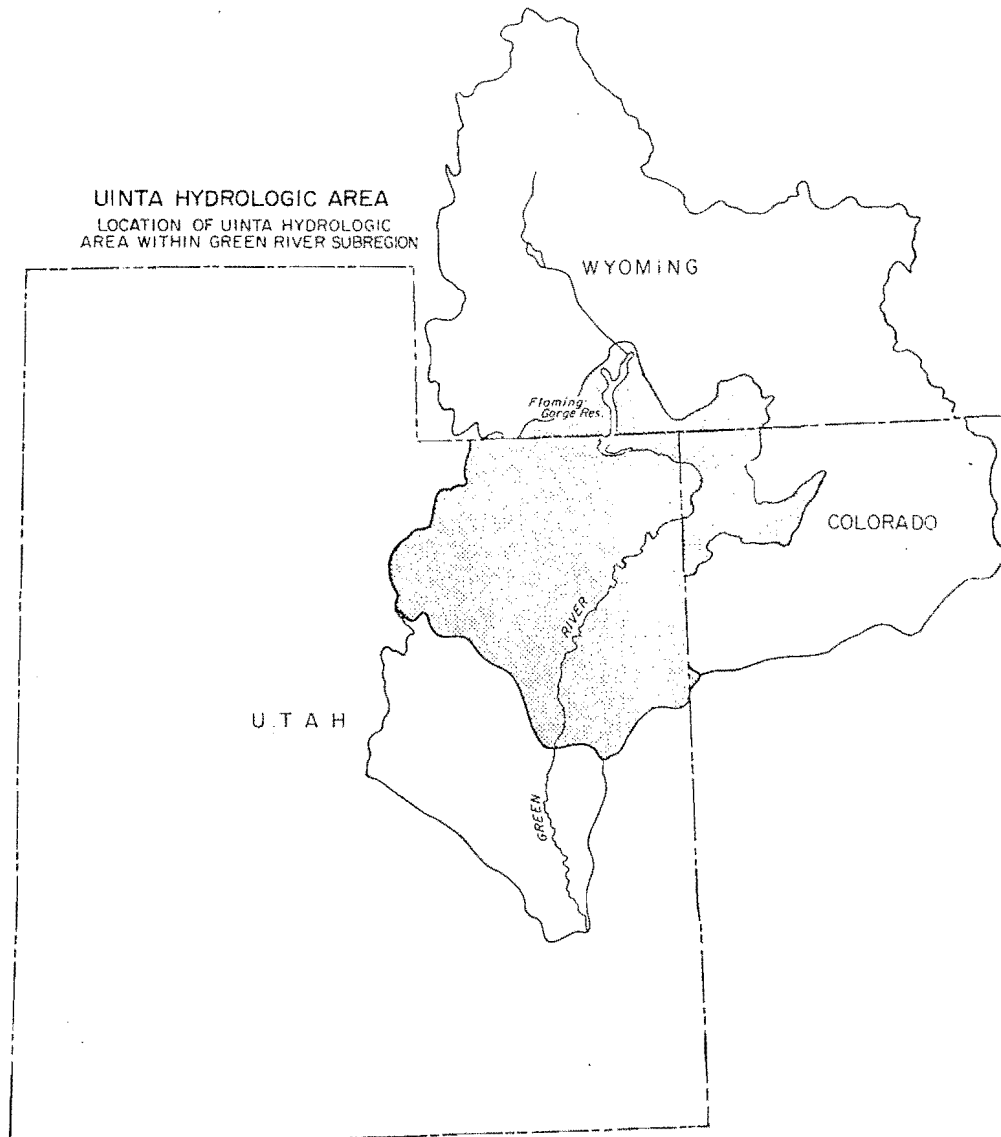 UINTA HYDROLOGIC AREA
LOCATION OF UINTA HYDROLOGIC
AREA WITHIN GREEN RIVER SUBREGION
WYOMING
Flaming
Gorge Res.
COLORADO
RIVER
UTAH
GREEN